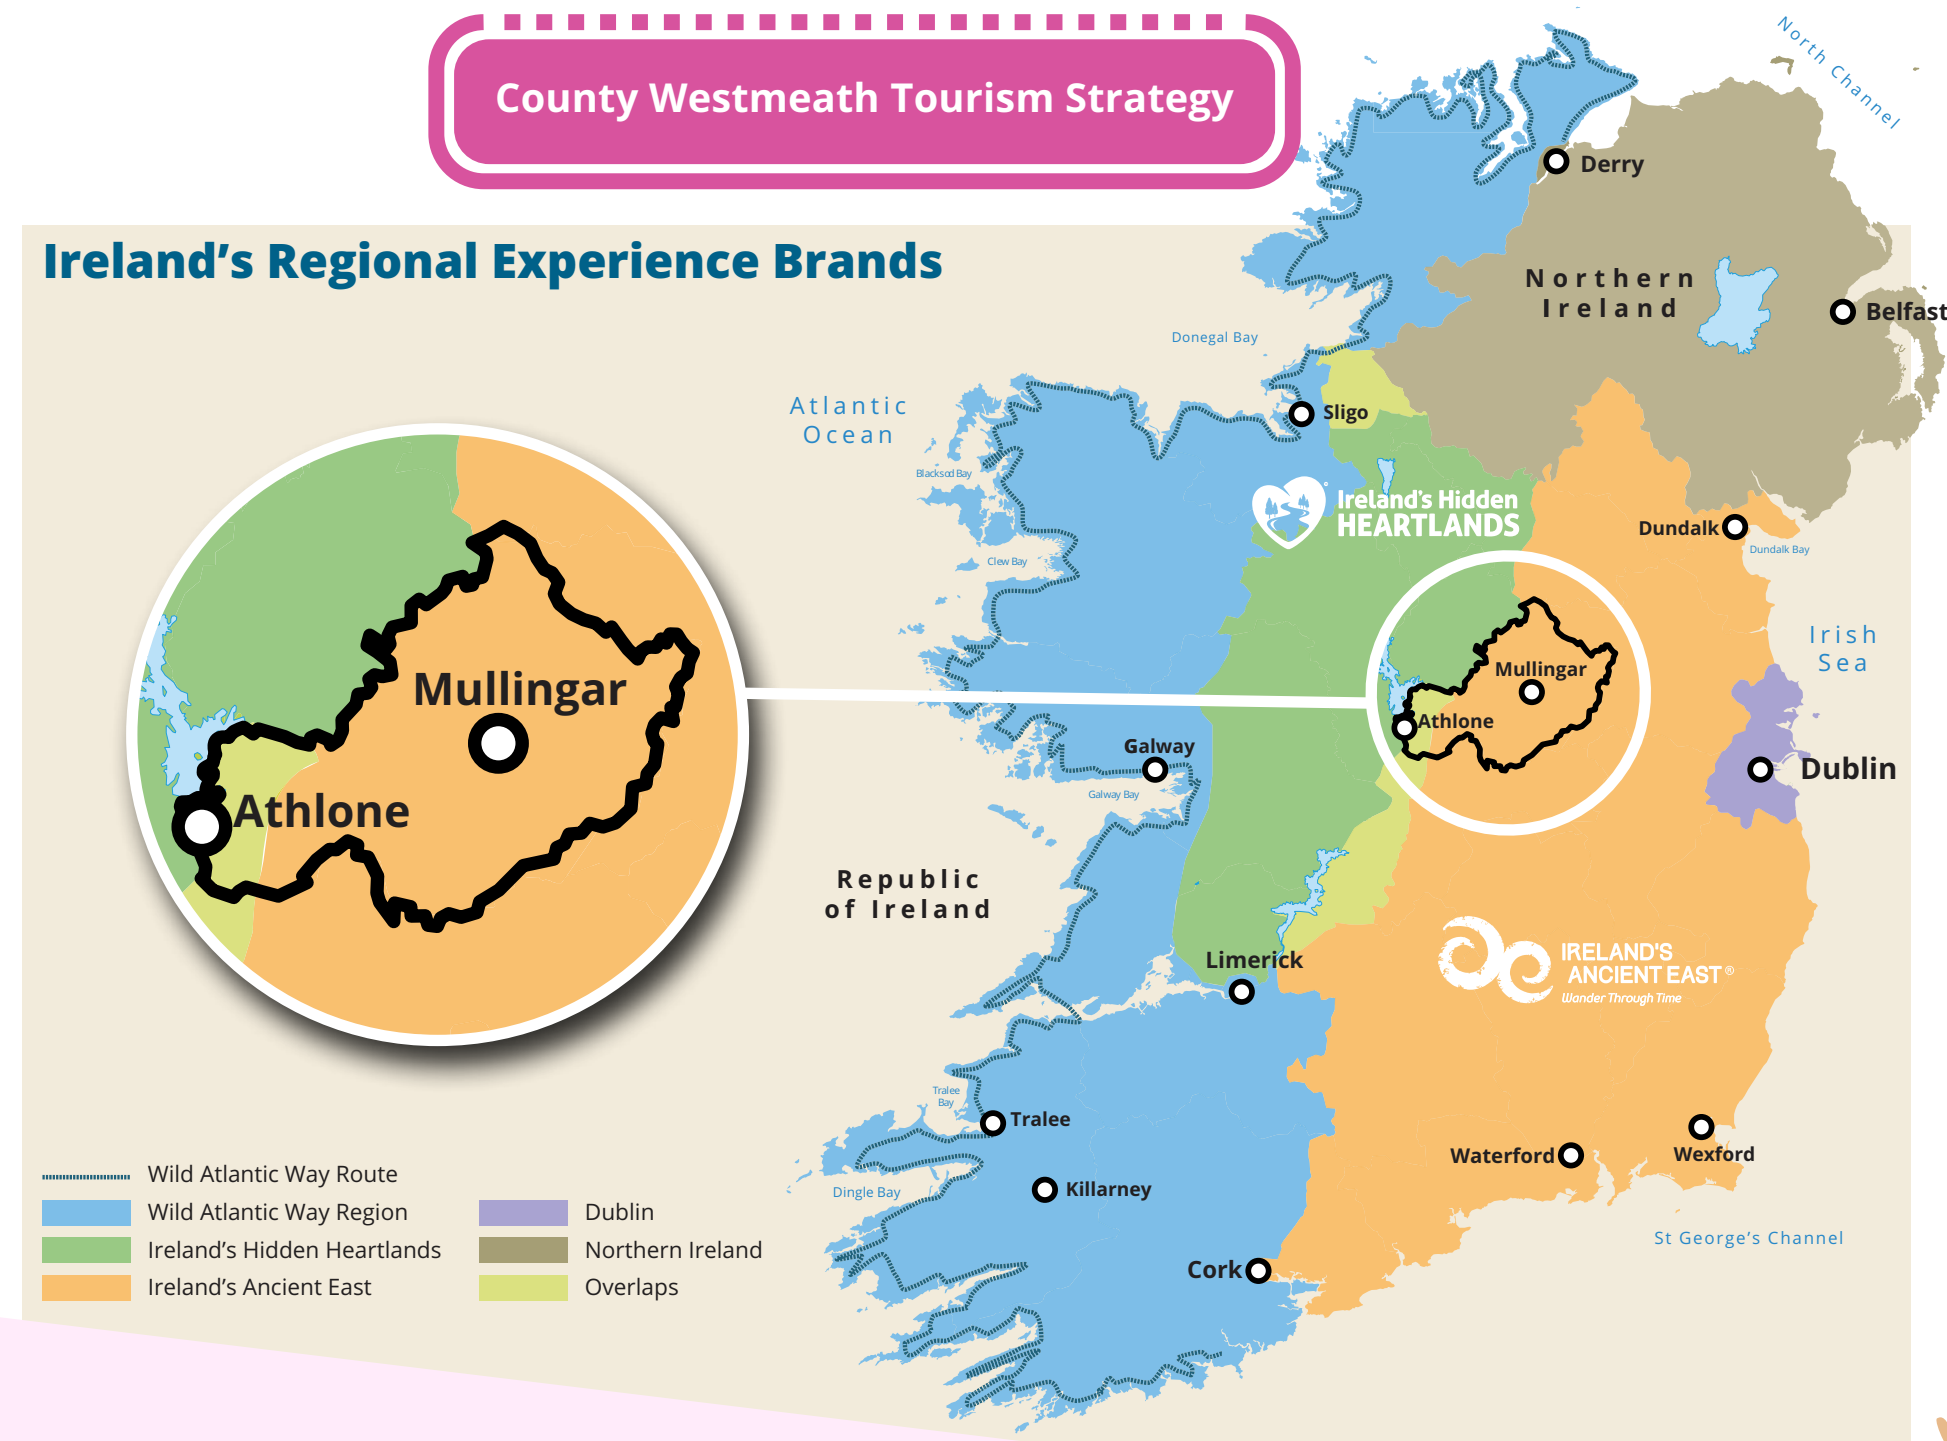 County Westmeath Tourism Strategy
Ireland's Regional Experience Brands
North Channel
Derry
Northern
Ireland
Belfast
Donegal Bay
Atlantic
Ocean
Sligo
Blacksod Bay
Ireland's Hidden
HEARTLANDS
Dundalk
Dundalk Bay
Clew Bay
Irish
Sea
Mullingar
Athlone
Mullingar
Athlone
Galway
Galway Bay
Dublin
Republic
of Ireland
Limerick
IRELAND'S
ANCIENT EAST®
Wander Through Time
Tralee
Bay
Tralee
Waterford
Wexford
Dingle Bay
Killarney
St George's Channel
Cork
Wild Atlantic Way Route
Wild Atlantic Way Region
Ireland's Hidden Heartlands
Ireland's Ancient East
Dublin
Northern Ireland
Overlaps